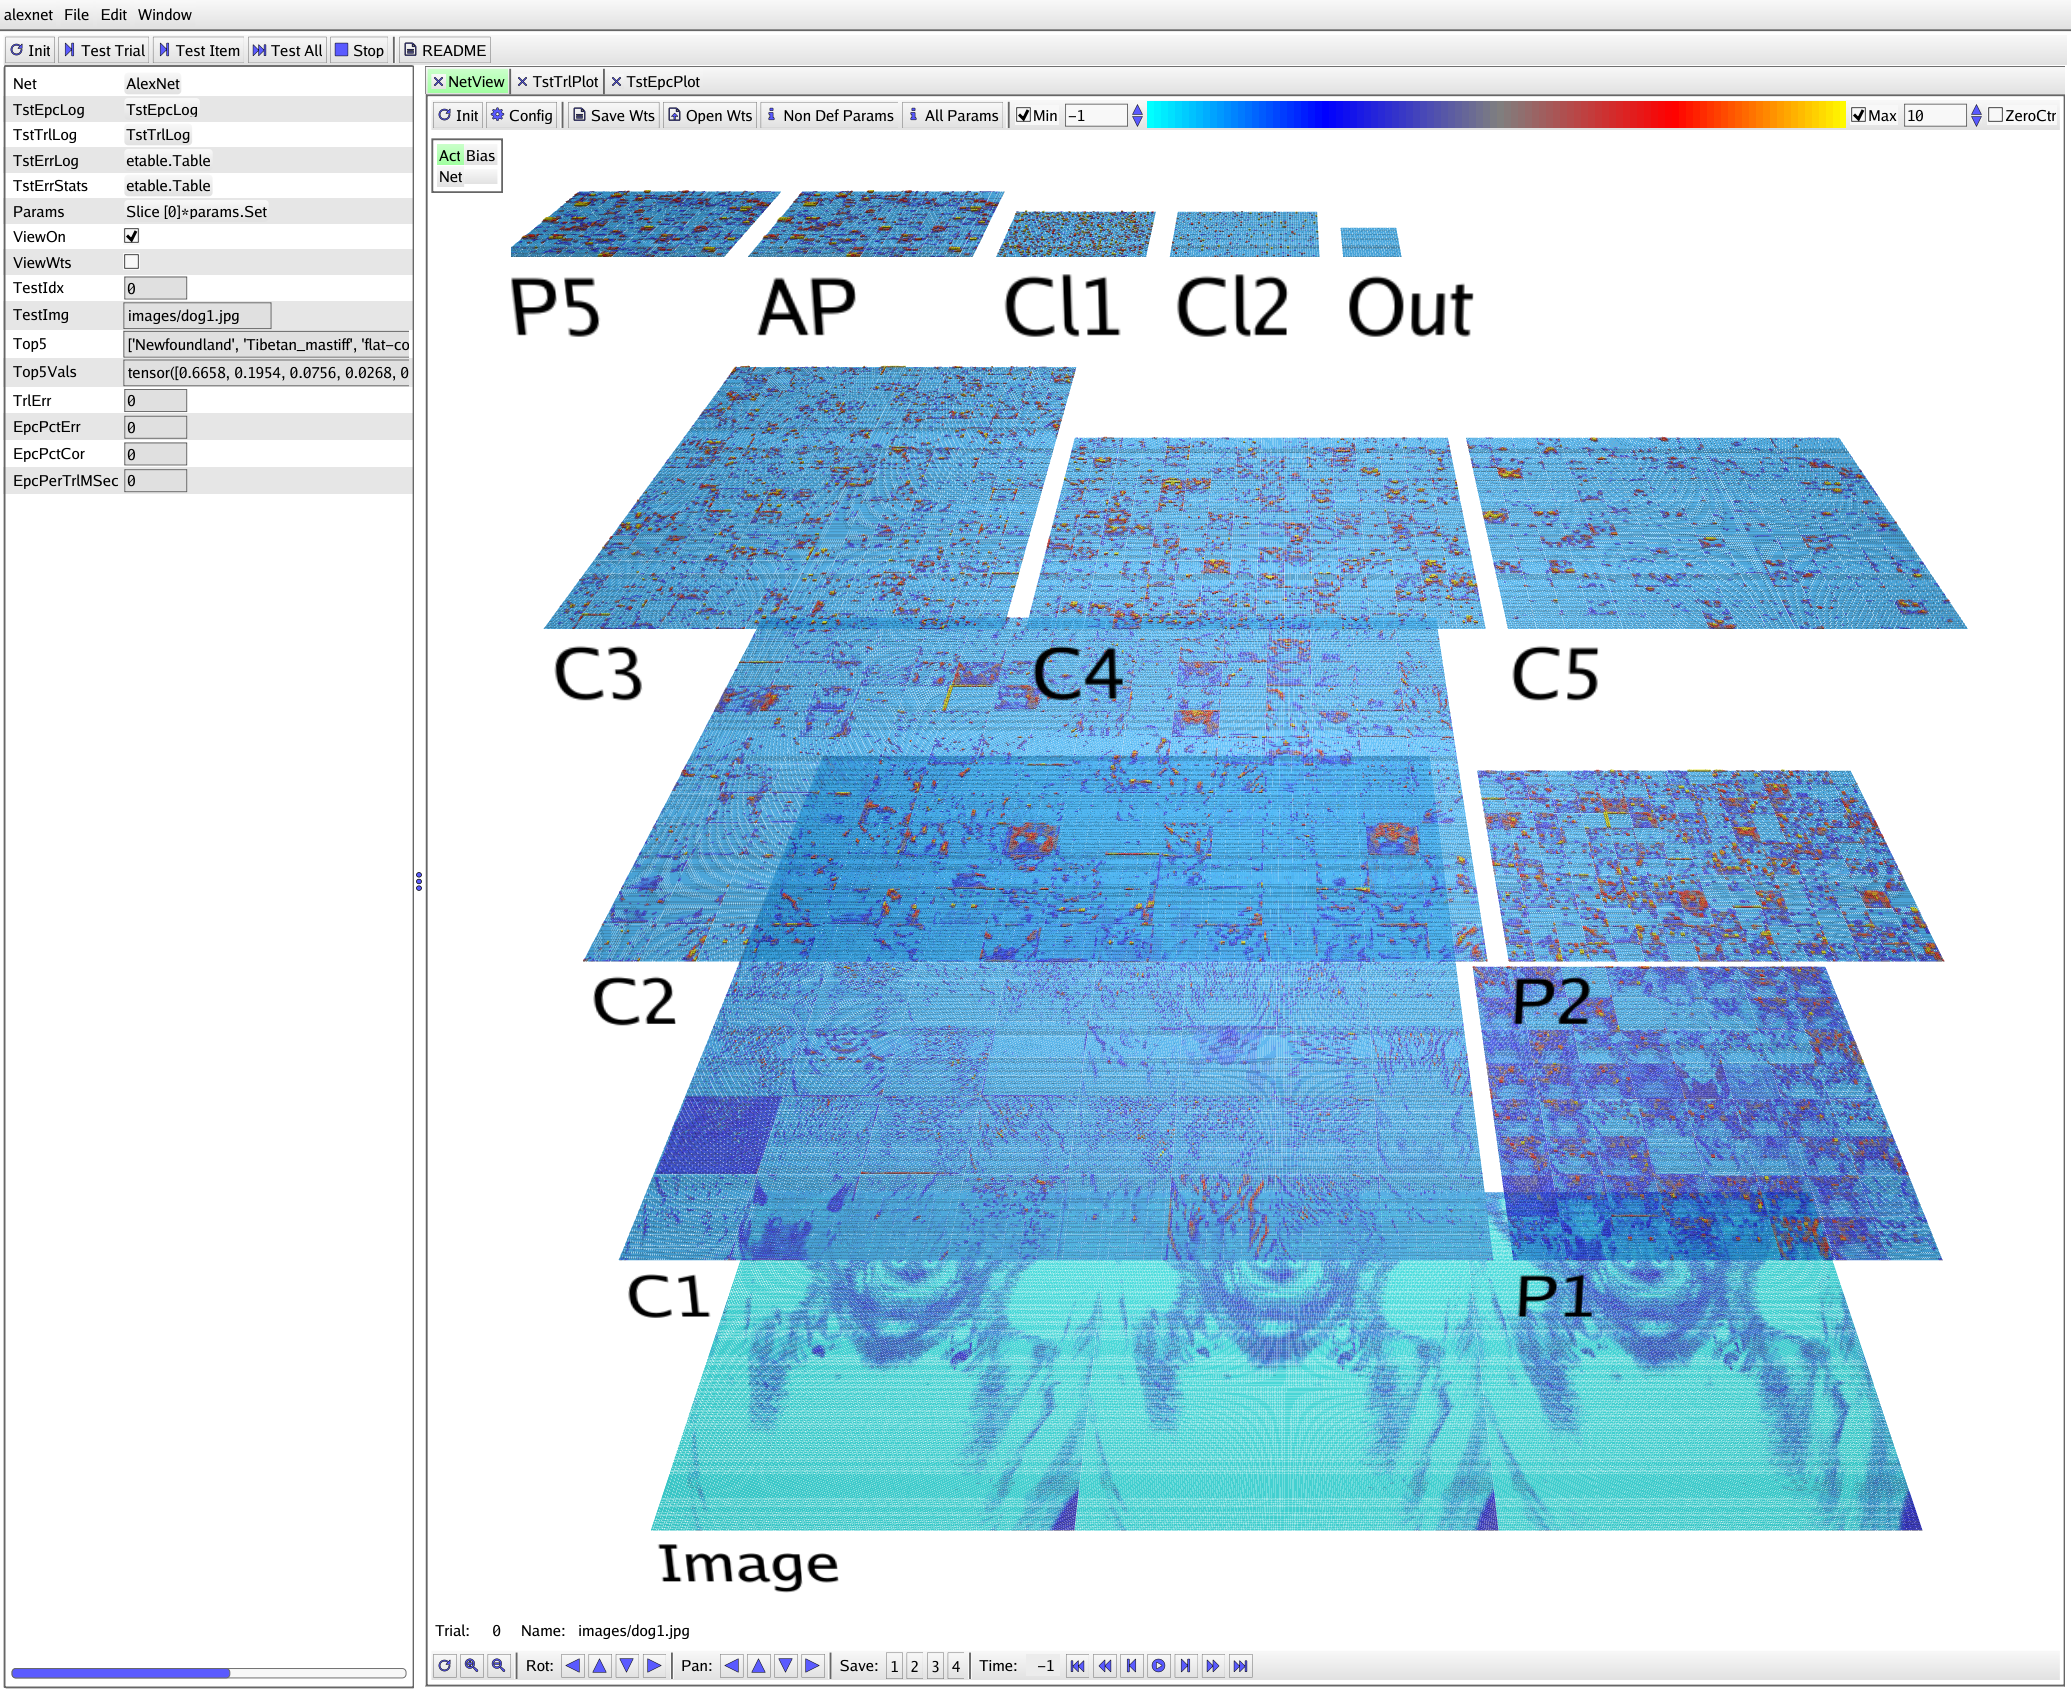 alexnet File Edit Window
Init Test Trial Test Item Test All Stop README
Net AlexNet
TstEpcLog TstEpcLog
TstTrlLog TstTrlLog
TstErrLog etable.Table
TstErrStats etable.Table
Params Slice [0]*params.Set
ViewOn
ViewWts
TestIdx 0
TestImg images/dog1.jpg
Top5 ['Newfoundland', 'Tibetan_mastiff', 'flat-co
Top5Vals tensor([0.6658, 0.1954, 0.0756, 0.0268, 0
TrlErr 0
EpcPctErr 0
EpcPctCor 0
EpcPerTrlMSec 0
NetView TstTrlPlot TstEpcPlot
Init Config Save Wts Open Wts Non Def Params All Params Min -1 Max 10 ZeroCtr
Act Bias
Net
P5 AP Cl1 Cl2 Out
C3 C4 C5
C2 P2
C1 P1
Image
Trial: 0 Name: images/dog1.jpg
Rot: Pan: Save: 1 2 3 4 Time: -1